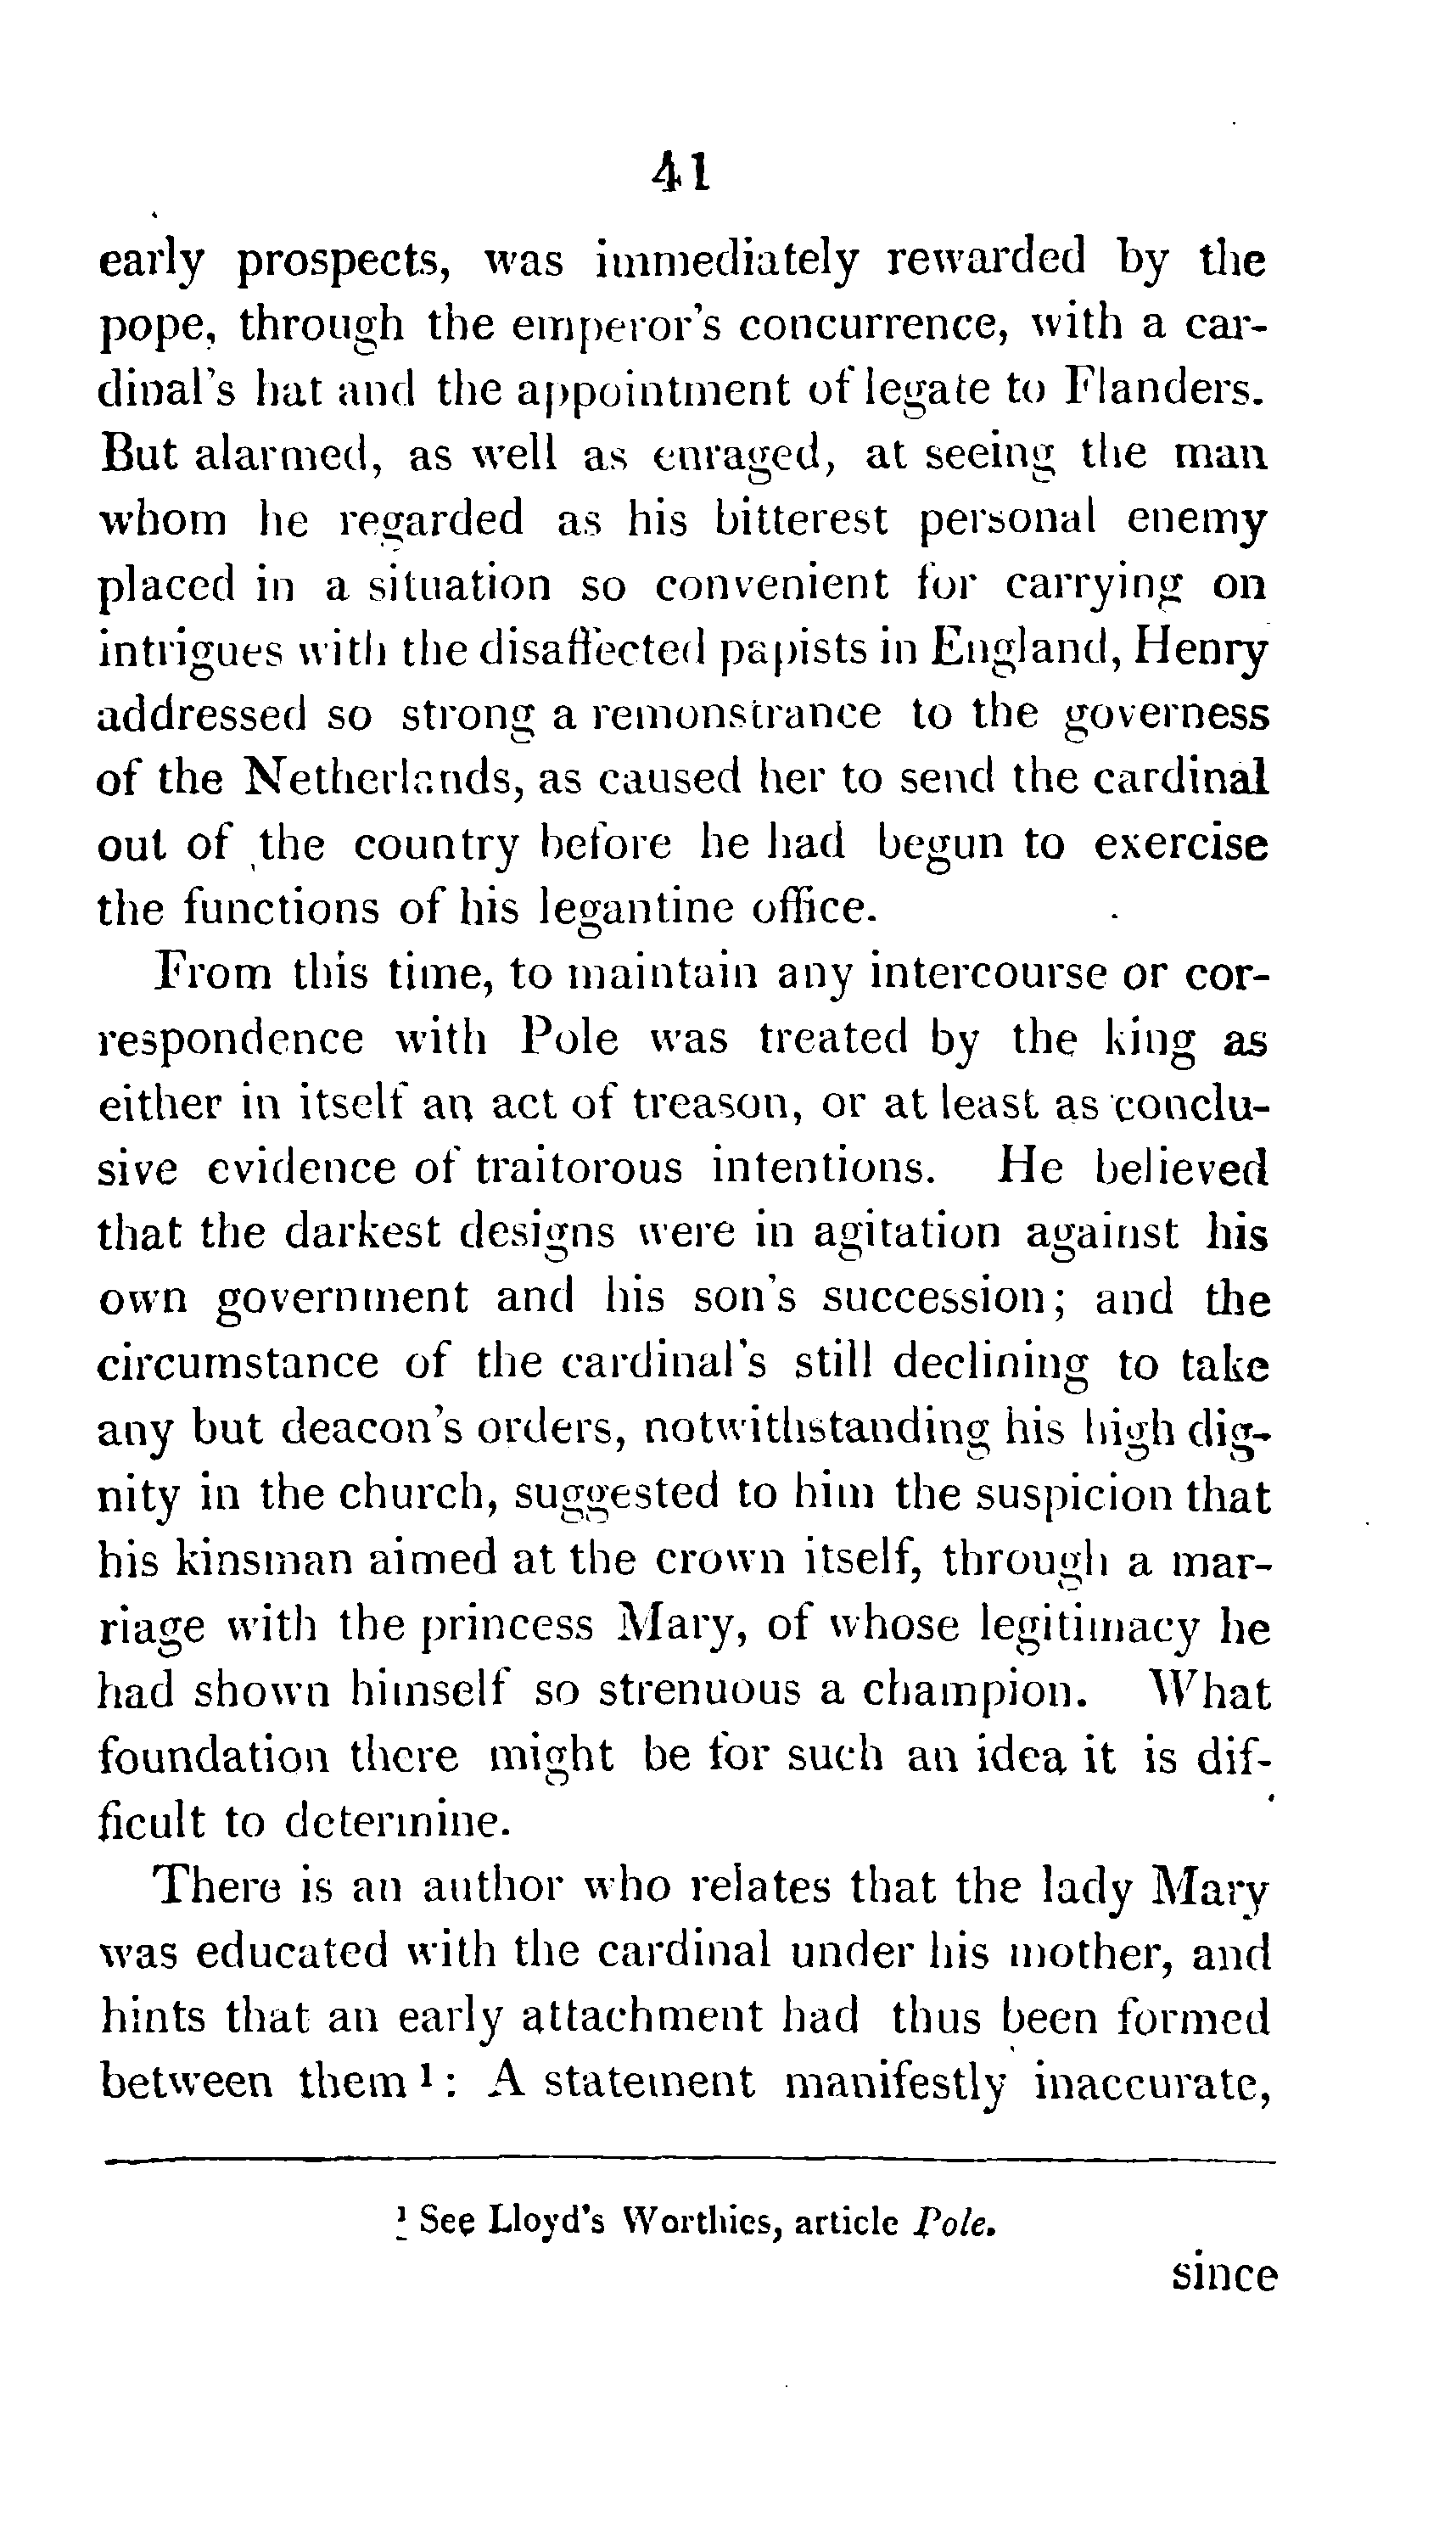 41
early prospects, was immediately rewarded by the
pope, through the emperor's concurrence, with a car-
dinal's hat and the appointment of legate to Flanders.
But alarmed, as well as enraged, at seeing the man
whom he regarded as his bitterest personal enemy
placed in a situation so convenient for carrying on
intrigues with the disaffected papists in England, Henry
addressed so strong a remonstrance to the governess
of the Netherlands, as caused her to send the cardinal
out of the country before he had begun to exercise
the functions of his legantine office.
From this time, to maintain any intercourse or cor-
respondence with Pole was treated by the king as
either in itself an act of treason, or at least as conclu-
sive evidence of traitorous intentions. He believed
that the darkest designs were in agitation against his
own government and his son's succession; and the
circumstance of the cardinal's still declining to take
any but deacon's orders, notwithstanding his high dig-
nity in the church, suggested to him the suspicion that
his kinsman aimed at the crown itself, through a mar-
riage with the princess Mary, of whose legitimacy he
had shown himself so strenuous a champion. What
foundation there might be for such an idea it is dif-
ficult to determine.
There is an author who relates that the lady Mary
was educated with the cardinal under his mother, and
hints that an early attachment had thus been formed
between them ¹: A statement manifestly inaccurate,
¹ See Lloyd's Worthies, article Pole.
since